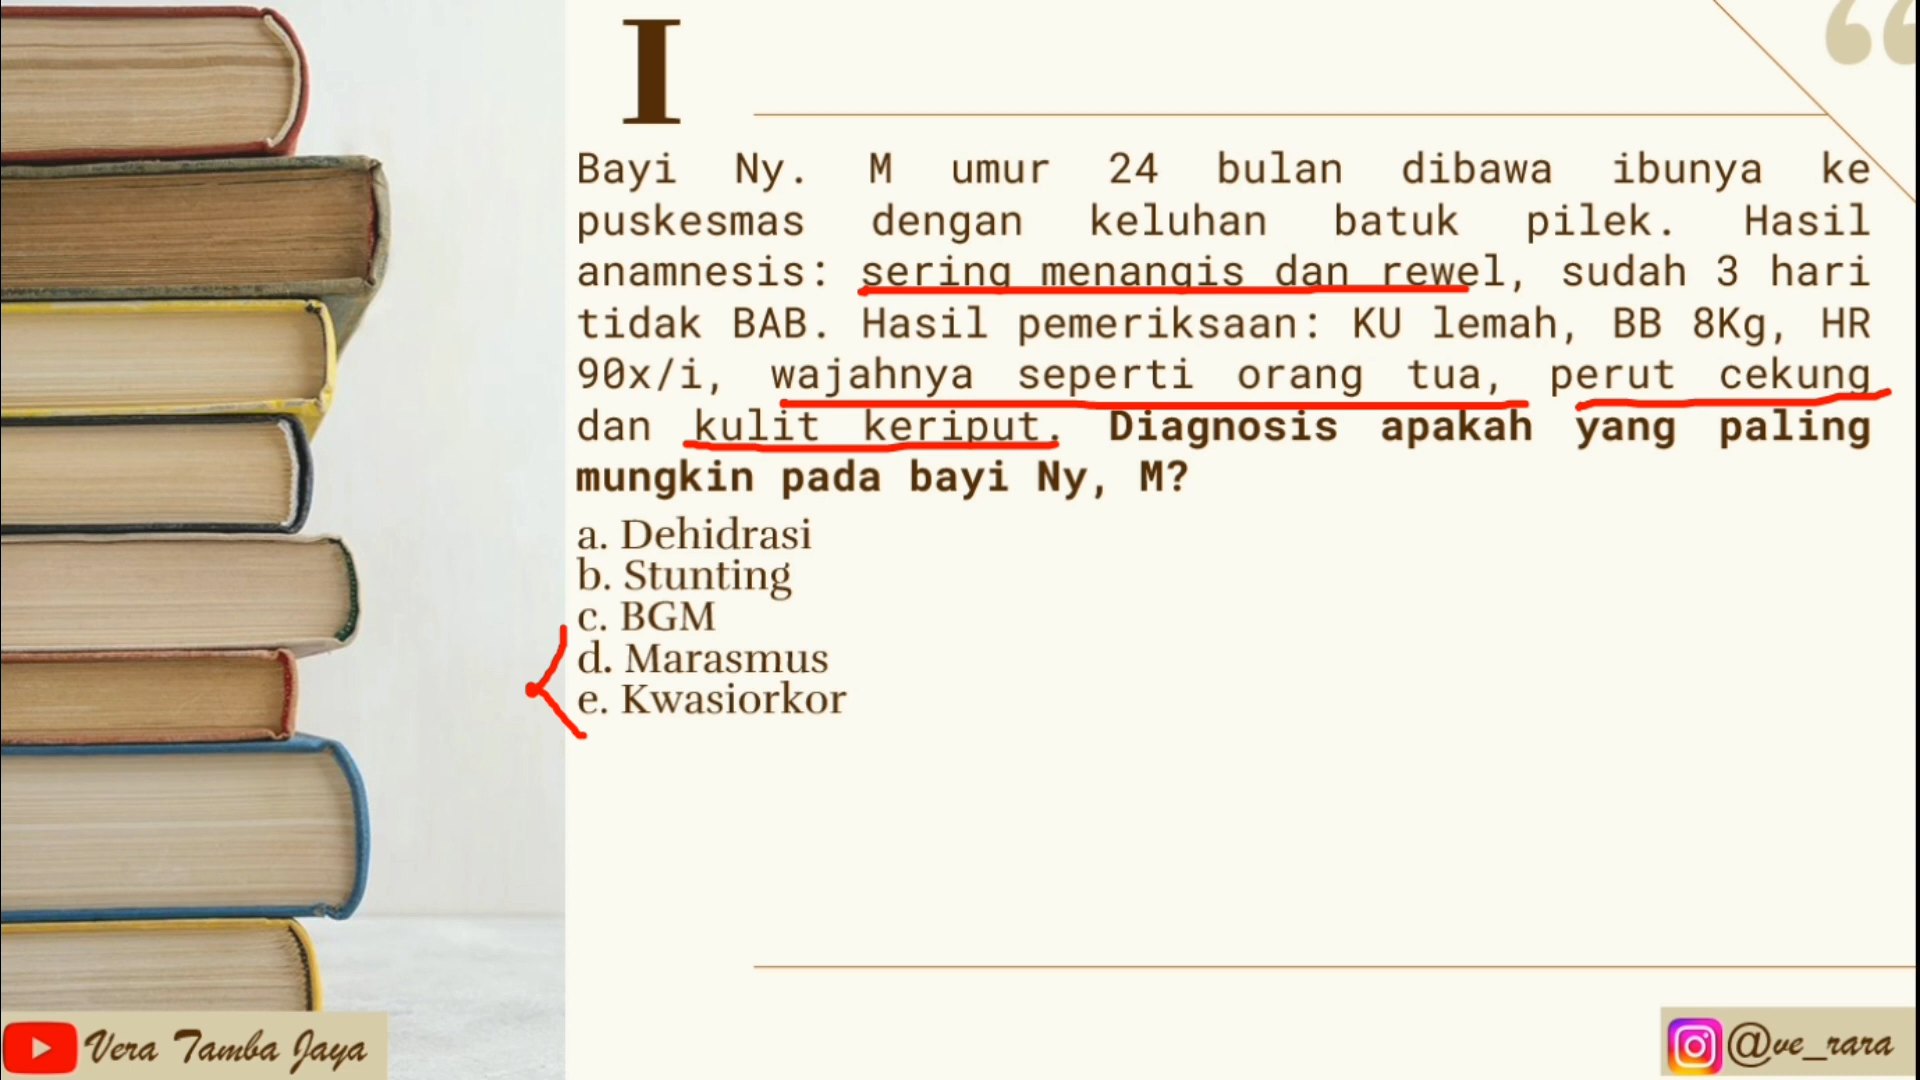 I
Bayi Ny. M umur 24 bulan dibawa ibunya ke
puskesmas dengan keluhan batuk pilek. Hasil
anamnesis: sering menangis dan rewel, sudah 3 hari
tidak BAB. Hasil pemeriksaan: KU lemah, BB 8Kg, HR
90x/i, wajahnya seperti orang tua, perut cekung
dan kulit keriput. Diagnosis apakah yang paling
mungkin pada bayi Ny, M?
a. Dehidrasi
b. Stunting
c. BGM
d. Marasmus
e. Kwasiorkor
Vera Tamba Jaya
@ve_rara